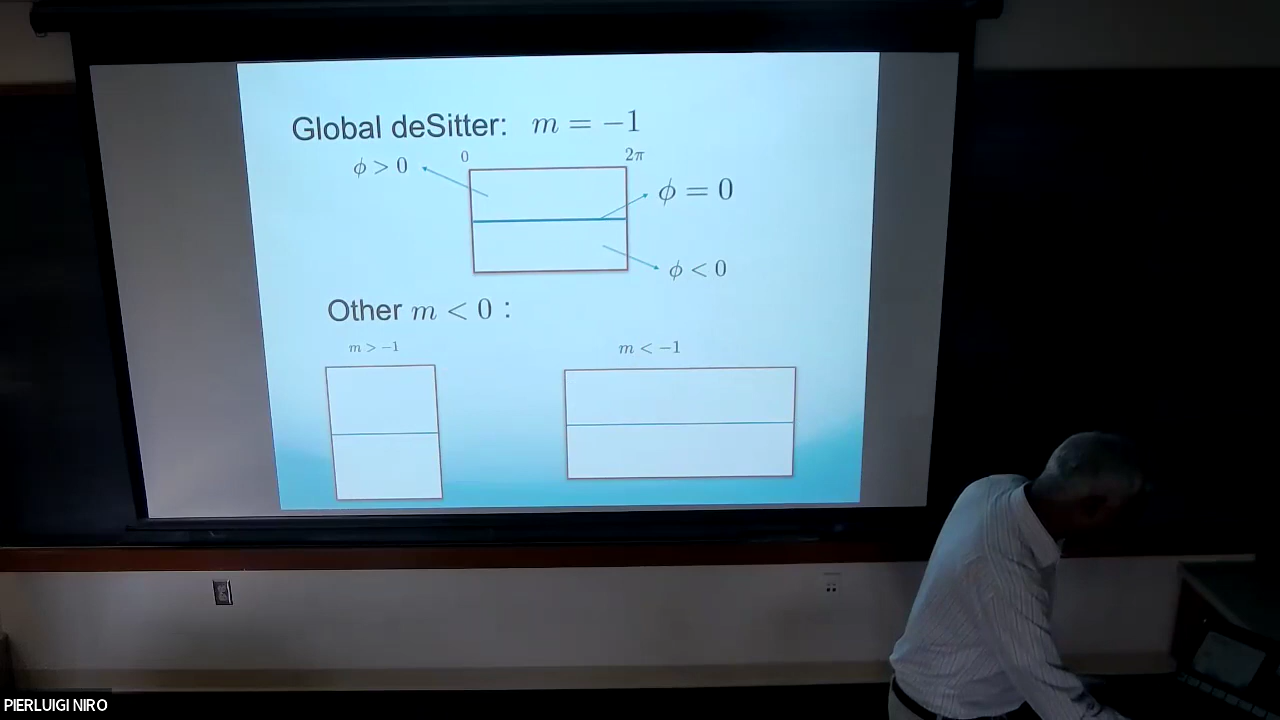 Global deSitter: m = −1
0 2π
ϕ > 0
ϕ = 0
ϕ < 0
Other m < 0 :
m > −1 m < −1
PIERLUIGI NIRO